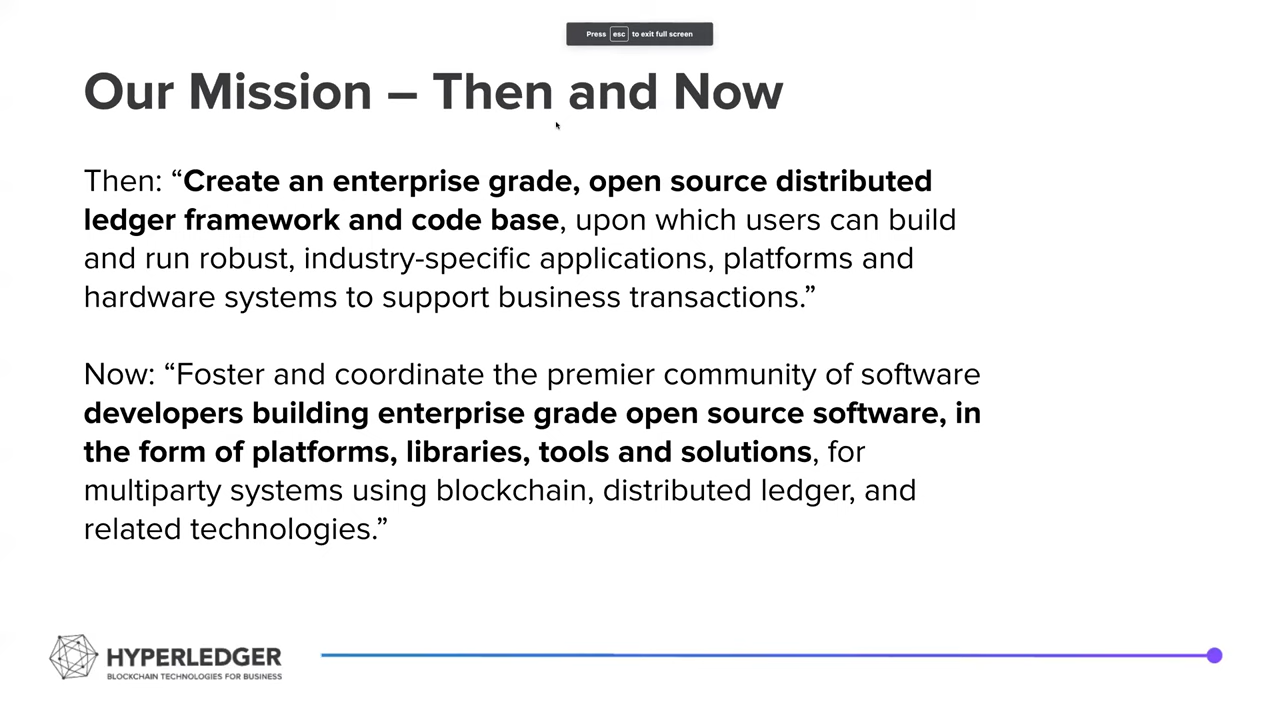 Press esc to exit full screen
Our Mission – Then and Now
Then: “Create an enterprise grade, open source distributed
ledger framework and code base, upon which users can build
and run robust, industry-specific applications, platforms and
hardware systems to support business transactions.”
Now: “Foster and coordinate the premier community of software
developers building enterprise grade open source software, in
the form of platforms, libraries, tools and solutions, for
multiparty systems using blockchain, distributed ledger, and
related technologies.”
HYPERLEDGER
BLOCKCHAIN TECHNOLOGIES FOR BUSINESS